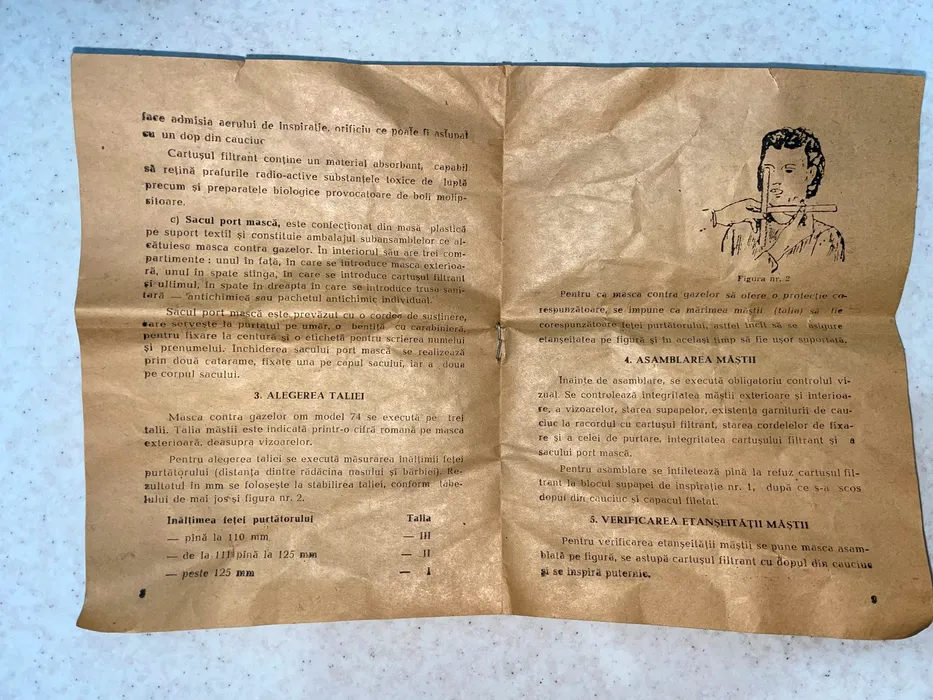 face admisia aerului de inspirație, orificiu ce poate fi astupat
cu un dop din cauciuc
Cartușul filtrant conține un material absorbant, capabil
să rețină prafurile radio-active substanțele toxice de luptă
precum și preparatele biologice provocatoare de boli molip-
sitoare.
c) Sacul port mască, este confecționat din masă plastică
pe suport textil și constituie ambalajul subansamblelor ce al-
cătuiesc masca contra gazelor. În interiorul său are trei com-
partimente : unul în față, în care se introduce masca exterioa-
ră, unul în spate stînga, în care se introduce cartușul filtrant
și ultimul, în spate în dreapta în care se introduce trusa sani-
tară — antichimică sau pachetul antichimic individual.
Sacul port mască este prevăzut cu o cordea de susținere,
care servește la purtatul pe umăr, o bentiță cu carabinieră,
pentru fixare la centură și o etichetă pentru scrierea numelui
și prenumelui. Închiderea sacului port mască se realizează
prin două catarame, fixate una pe capul sacului, iar a doua
pe corpul sacului.
3. ALEGEREA TALIEI
Masca contra gazelor om model 74 se execută pe trei
talii. Talia măștii este indicată printr-o cifră romană pe masca
exterioară, deasupra vizoarelor.
Pentru alegerea taliei se execută măsurarea înălțimii feței
purtătorului (distanța dintre rădăcina nasului și bărbiei). Re-
zultatul în mm se folosește la stabilirea taliei, conform tabe-
lului de mai jos și figura nr. 2.
Înălțimea feței purtătorului Talia
— pînă la 110 mm — III
— de la 111 pînă la 125 mm — II
— peste 125 mm — I
8
Figura nr. 2
Pentru ca masca contra gazelor să ofere o protecție co-
respunzătoare, se impune ca mărimea măștii (talia) să fie
corespunzătoare feței purtătorului, astfel încît să se asigure
etanșeitatea pe figură și în același timp să fie ușor suportată.
4. ASAMBLAREA MĂȘTII
Înainte de asamblare, se execută obligatoriu controlul vi-
zual. Se controlează integritatea măștii exterioare și interioa-
re, a vizoarelor, starea supapelor, existența garniturii de cau-
ciuc la racordul cu cartușul filtrant, starea cordelelor de fixa-
re și a celei de purtare, integritatea cartușului filtrant și a
sacului port mască.
Pentru asamblare se înfiletează pînă la refuz cartușul fil-
trant la blocul supapei de inspirație nr. 1, după ce s-a scos
dopul din cauciuc și capacul filetat.
5. VERIFICAREA ETANȘEITĂȚII MĂȘTII
Pentru verificarea etanșeității măștii se pune masca asam-
blată pe figură, se astupă cartușul filtrant cu dopul din cauciuc
și se inspiră puternic.
9